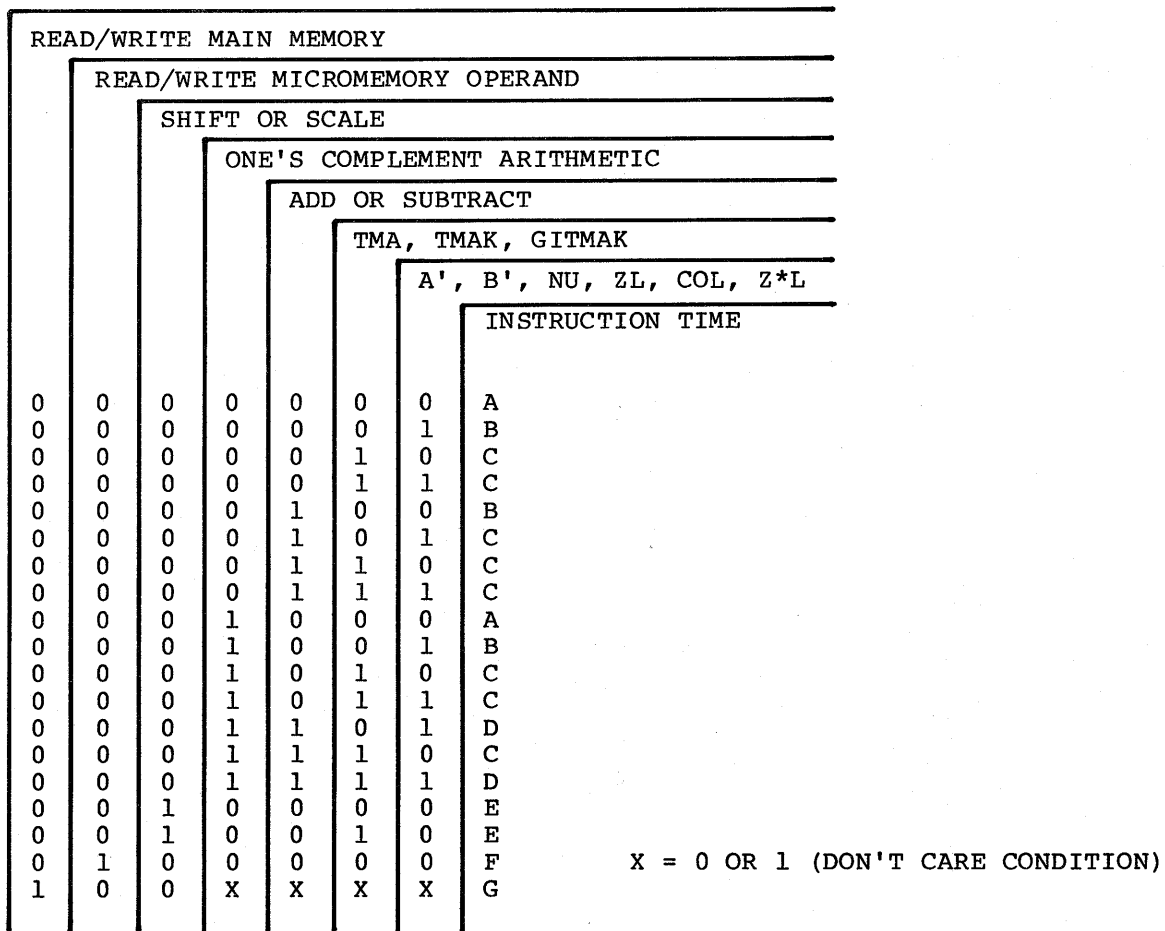 READ/WRITE MAIN MEMORY
READ/WRITE MICROMEMORY OPERAND
SHIFT OR SCALE
ONE'S COMPLEMENT ARITHMETIC
ADD OR SUBTRACT
TMA, TMAK, GITMAK
A', B', NU, ZL, COL, Z*L
INSTRUCTION TIME
0 0 0 0 0 0 0 A
0 0 0 0 0 0 1 B
0 0 0 0 0 1 0 C
0 0 0 0 0 1 1 C
0 0 0 0 1 0 0 B
0 0 0 0 1 0 1 C
0 0 0 0 1 1 0 C
0 0 0 0 1 1 1 C
0 0 0 1 0 0 0 A
0 0 0 1 0 0 1 B
0 0 0 1 0 1 0 C
0 0 0 1 0 1 1 C
0 0 0 1 1 0 1 D
0 0 0 1 1 1 0 C
0 0 0 1 1 1 1 D
0 0 1 0 0 0 0 E
0 0 1 0 0 1 0 E
0 1 0 0 0 0 0 F X = 0 OR 1 (DON'T CARE CONDITION)
1 0 0 X X X X G